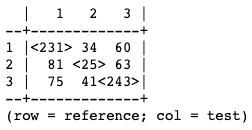 |   1   2   3 |
--+-------------+
1 |<231> 34  60 |
2 |  81 <25> 63 |
3 |  75  41<243>|
--+-------------+
(row = reference; col = test)